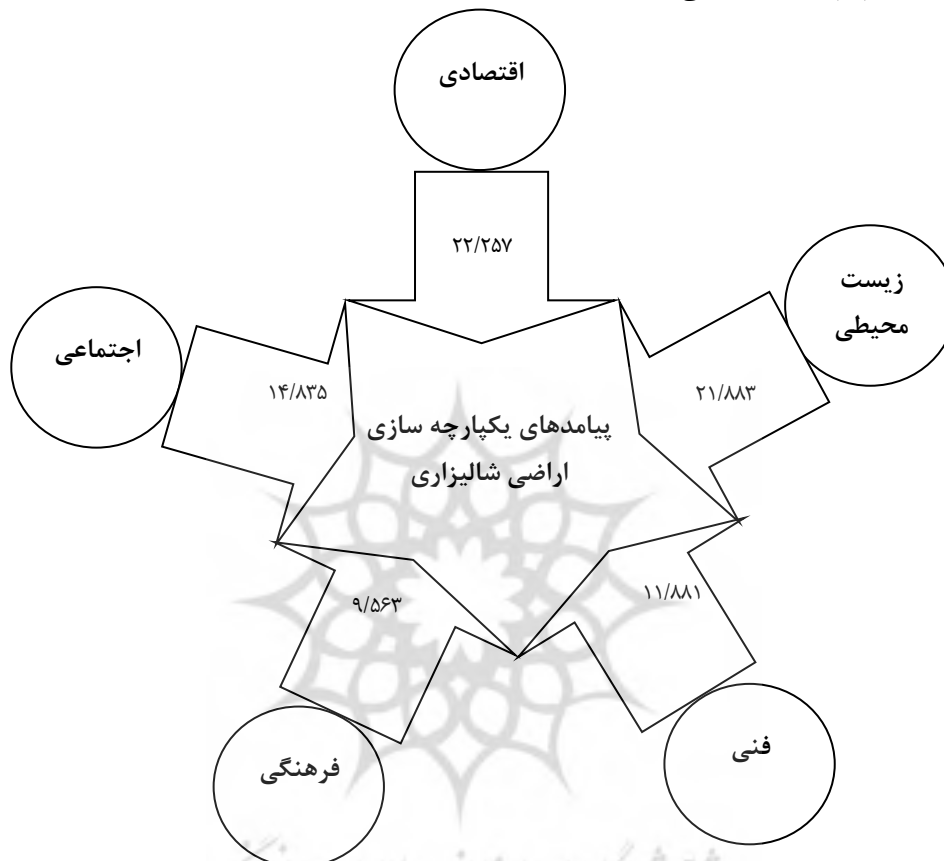 اقتصادی
۲۲/۲۵۷
زیست
محیطی
۲۱/۸۸۳
اجتماعی
۱۴/۸۳۵
پیامدهای یکپارچه سازی
اراضی شالیزاری
۹/۵۶۳
۱۱/۸۸۱
فرهنگی
فنی